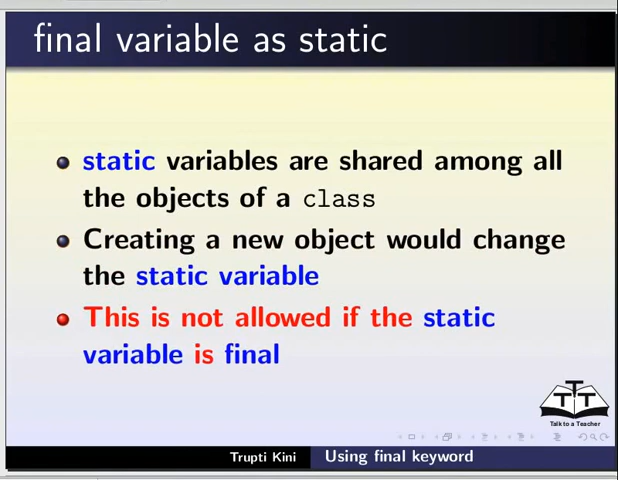 final variable as static
static variables are shared among all
the objects of a class
Creating a new object would change
the static variable
This is not allowed if the static
variable is final
TTT
Talk to a Teacher
Trupti Kini
Using final keyword